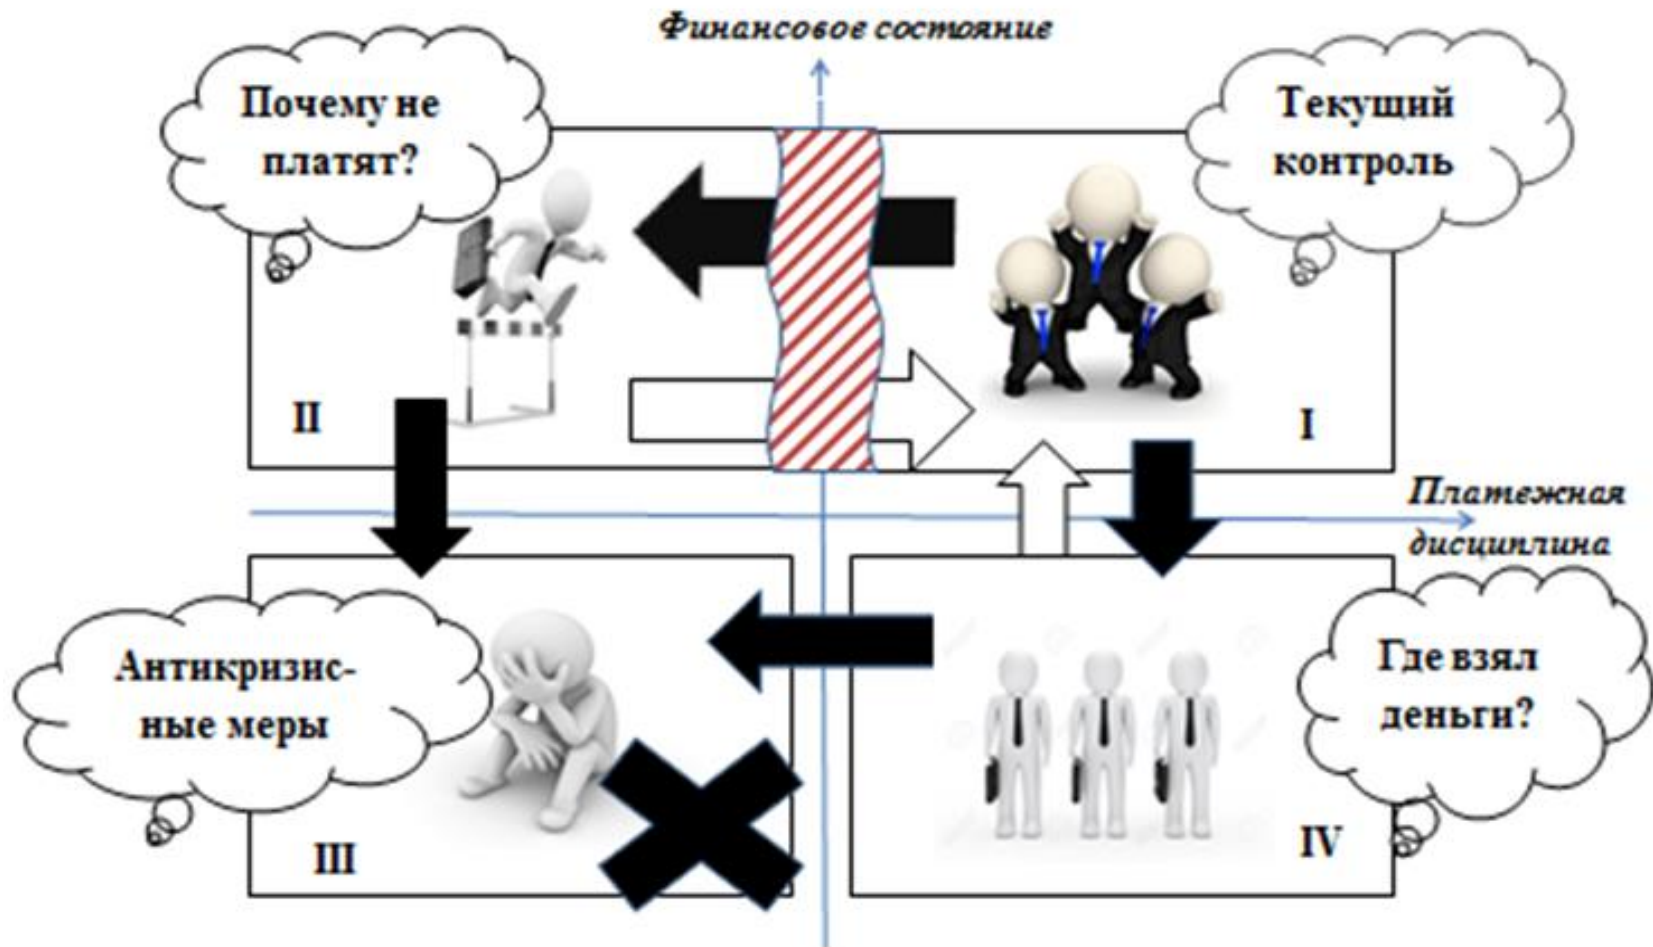 Финансовое состояние
Почему не
платят?
Текущий
контроль
II
I
Платежная
дисциплина
Антикризис-
ные меры
Где взял
деньги?
III
IV